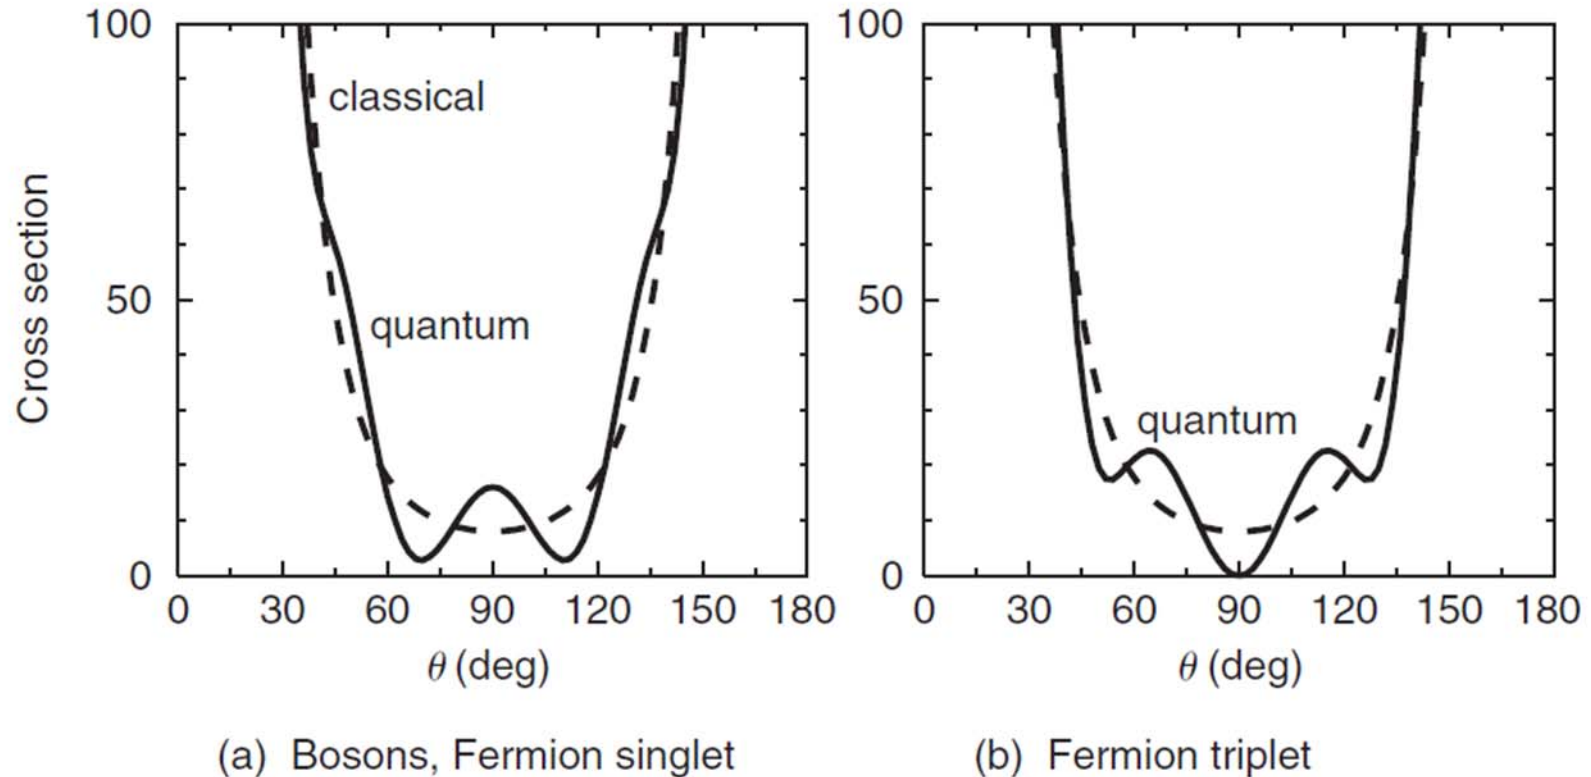 100
50
0
Cross section
classical
quantum
0 30 60 90 120 150 180
θ (deg)
(a) Bosons, Fermion singlet
100
50
0
quantum
0 30 60 90 120 150 180
θ (deg)
(b) Fermion triplet